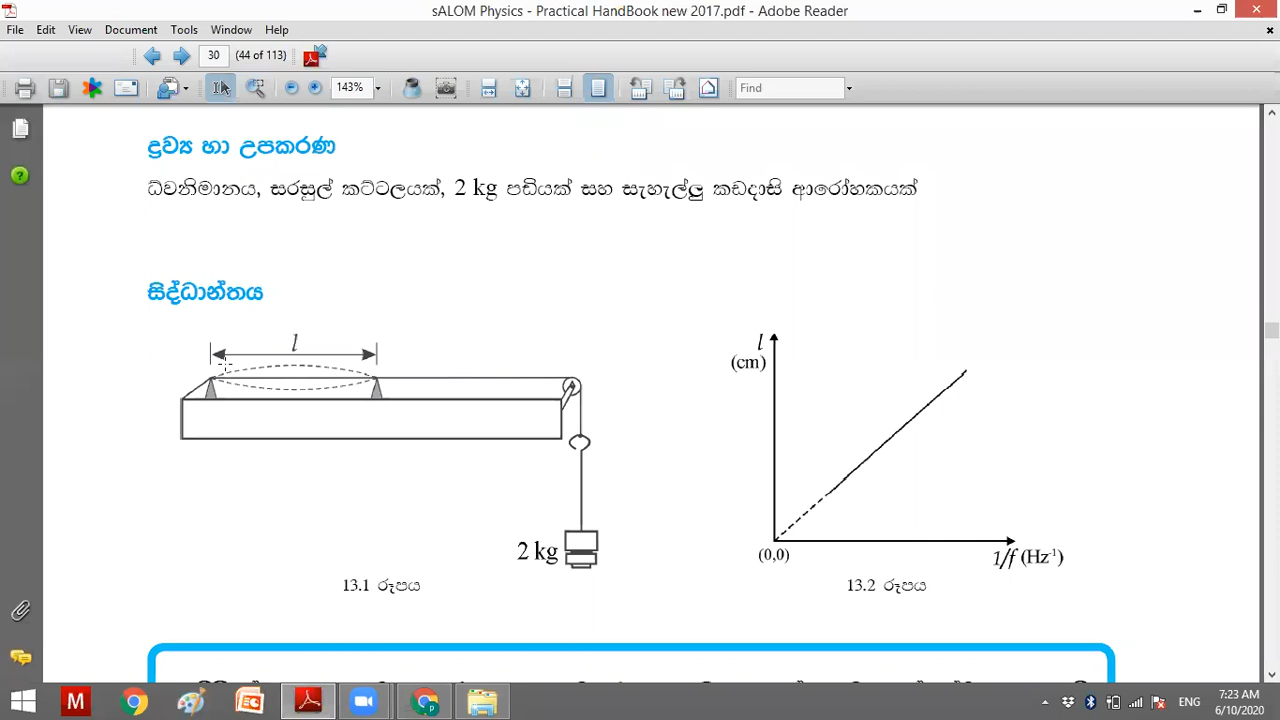 sALOM Physics - Practical HandBook new 2017.pdf - Adobe Reader
File Edit View Document Tools Window Help
30 (44 of 113)
143% Find
ද්‍රව්‍ය හා උපකරණ
ධ්වනිමානය, සරසුල් කට්ටලයක්, 2 kg පඩියක් සහ සැහැල්ලු කඩදාසි ආරෝහකයක්
සිද්ධාන්තය
l
2 kg
13.1 රූපය
l
(cm)
(0,0)
1/f (Hz⁻¹)
13.2 රූපය
ENG
7:23 AM
6/10/2020